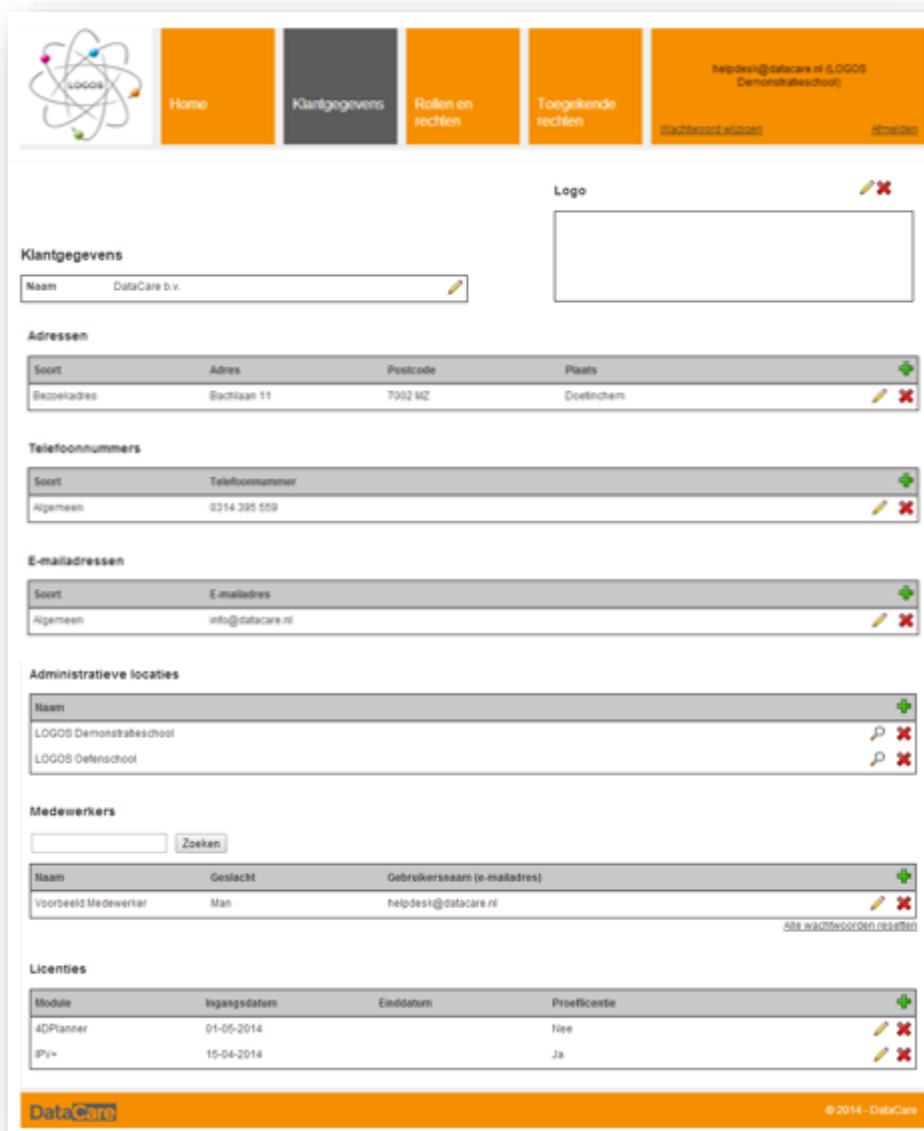 LOGOS
Home
Klantgegevens
Rollen en
rechten
Toegekende
rechten
helpdesk@datacare.nl (LOGOS
Demonstratieschool)
Wachtwoord wijzigen Afmelden
Logo
Klantgegevens
Naam DataCare b.v.
Adressen
Soort Adres Postcode Plaats
Bezoekadres Bachlaan 11 7002 MZ Doetinchem
Telefoonnummers
Soort Telefoonnummer
Algemeen 0314 395 559
E-mailadressen
Soort E-mailadres
Algemeen info@datacare.nl
Administratieve locaties
Naam
LOGOS Demonstratieschool
LOGOS Oefenschool
Medewerkers
Zoeken
Naam Geslacht Gebruikersnaam (e-mailadres)
Voorbeeld Medewerker Man helpdesk@datacare.nl
Alle wachtwoorden resetten
Licenties
Module Ingangsdatum Einddatum Proeflicentie
4DPlanner 01-05-2014 Nee
IPV+ 15-04-2014 Ja
DataCare © 2014 - DataCare